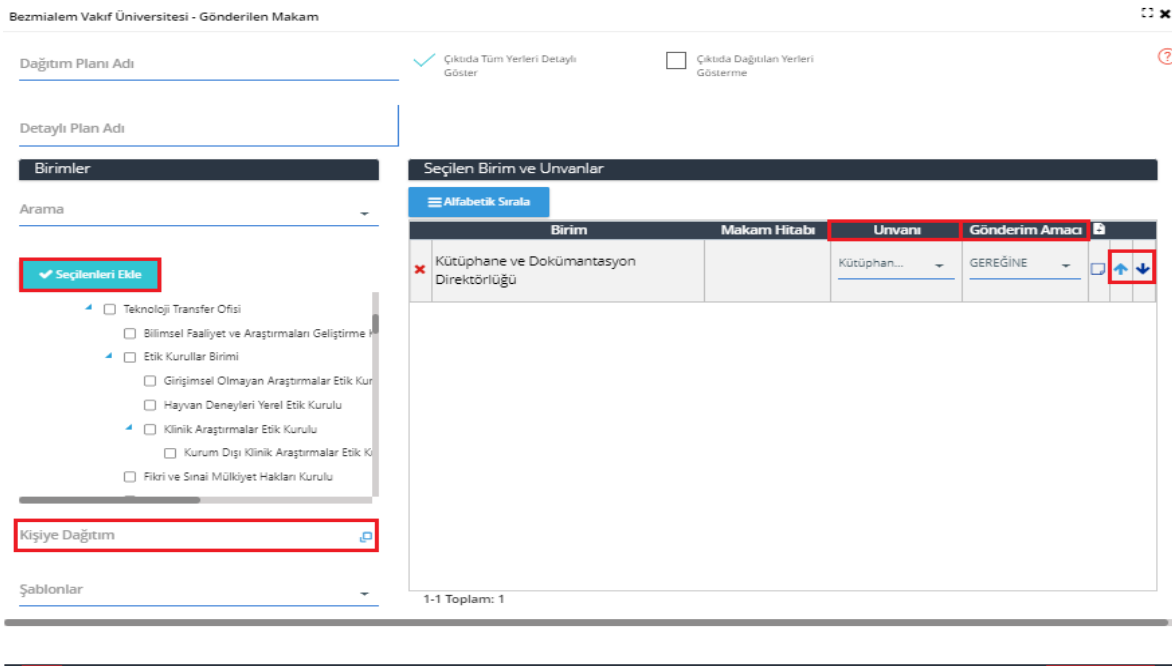 Bezmialem Vakıf Üniversitesi - Gönderilen Makam
Dağıtım Planı Adı
Çıktıda Tüm Yerleri Detaylı
Göster
Çıktıda Dağıtılan Yerleri
Gösterme
Detaylı Plan Adı
Birimler
Arama
Seçilenleri Ekle
Teknoloji Transfer Ofisi
Bilimsel Faaliyet ve Araştırmaları Geliştirme
Etik Kurullar Birimi
Girişimsel Olmayan Araştırmalar Etik Kur
Hayvan Deneyleri Yerel Etik Kurulu
Klinik Araştırmalar Etik Kurulu
Kurum Dışı Klinik Araştırmalar Etik
Fikri ve Sınai Mülkiyet Hakları Kurulu
Kişiye Dağıtım
Şablonlar
Seçilen Birim ve Unvanlar
Alfabetik Sırala
Birim Makam Hitabı Unvanı Gönderim Amacı
Kütüphane ve Dokümantasyon
Direktörlüğü
Kütüphan... GEREĞİNE
1-1 Toplam: 1